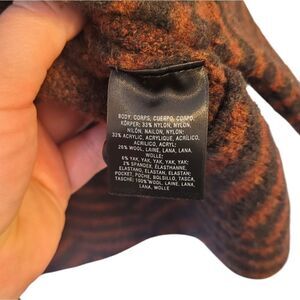 BODY, CORPS, CUERPO, CORPO,
KÖRPER: 33% NYLON, NYLON,
NILÓN, NAILON, NYLON;
33% ACRYLIC, ACRYLIQUE, ACRÍLICO,
ACRILICO, ACRYL;
26% WOOL, LAINE, LANA, LANA,
WOLLE;
6% YAK, YAK, YAK, YAK, YAK;
2% SPANDEX, ÉLASTHANNE,
ELASTANO, ELASTAN, ELASTAN;
POCKET, POCHE, BOLSILLO, TASCA,
TASCHE: 100% WOOL, LAINE,
LANA, LANA, WOLLE